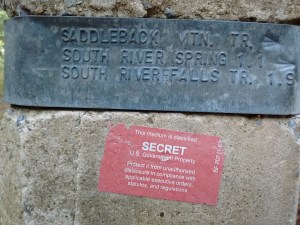 SADDLEBACK MTN. TR.
SOUTH RIVER SPRING 1.1
SOUTH RIVER FALLS TR. 1.9
This medium is classified
SECRET
U.S. Government Property
Protect it from unauthorized
disclosure in compliance with
applicable executive orders,
statutes, and regulations